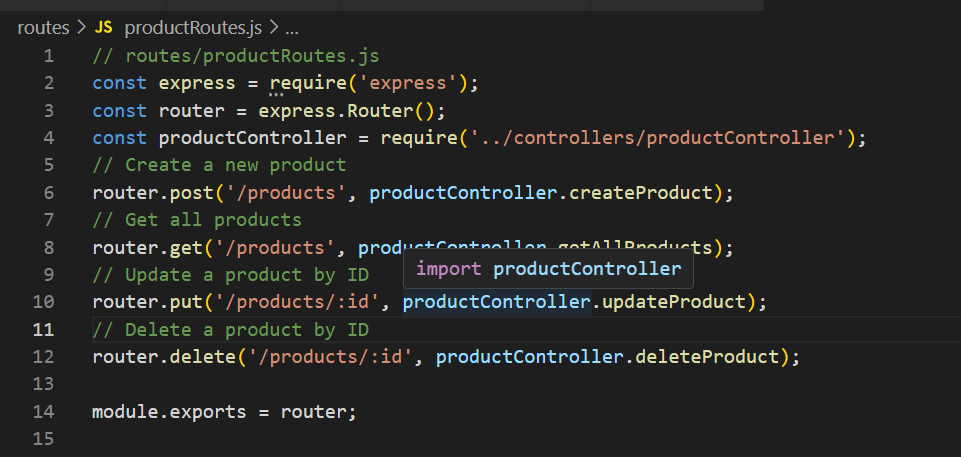 routes > JS productRoutes.js > ...
1 // routes/productRoutes.js
2 const express = require('express');
3 const router = express.Router();
4 const productController = require('../controllers/productController');
5 // Create a new product
6 router.post('/products', productController.createProduct);
7 // Get all products
8 router.get('/products', productController.getAllProducts);
9 // Update a product by ID
import productController
10 router.put('/products/:id', productController.updateProduct);
11 // Delete a product by ID
12 router.delete('/products/:id', productController.deleteProduct);
13
14 module.exports = router;
15